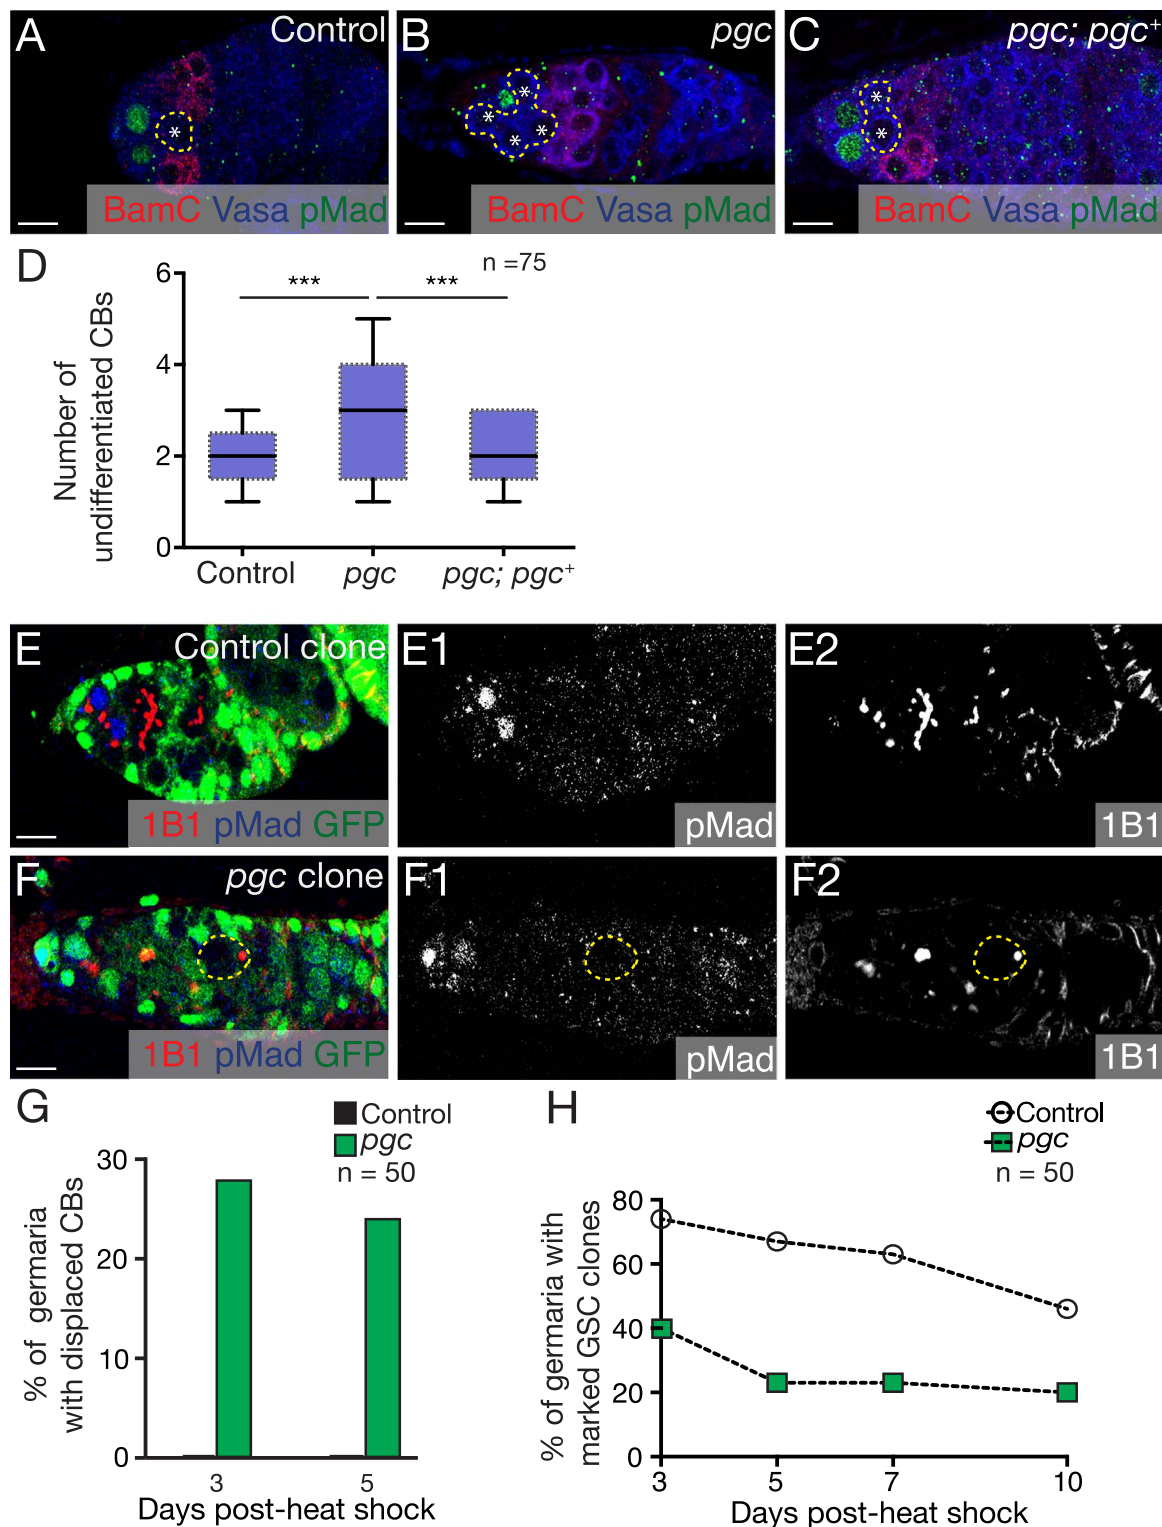 A Control
*
BamC Vasa pMad
B pgc
* * * *
BamC Vasa pMad
C pgc; pgc+
* *
BamC Vasa pMad
D
n =75
*** ***
Number of
undifferentiated CBs
6
4
2
0
Control pgc pgc; pgc+
E Control clone
1B1 pMad GFP
E1
pMad
E2
1B1
F pgc clone
1B1 pMad GFP
F1
pMad
F2
1B1
G
Control
pgc
n = 50
% of germaria
with displaced CBs
30
20
10
0
3 5
Days post-heat shock
H
Control
pgc
n = 50
% of germaria with
marked GSC clones
80
60
40
20
0
3 5 7 10
Days post-heat shock